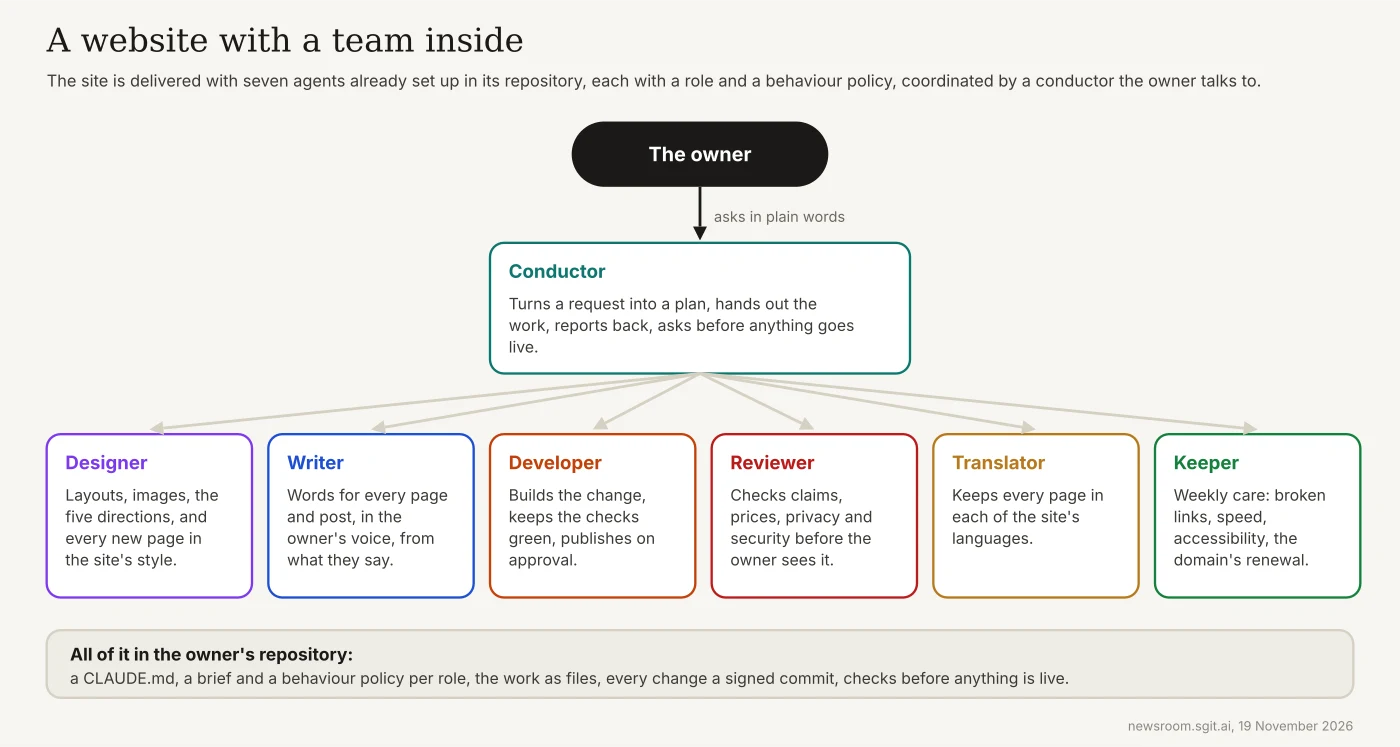 A website with a team inside
The site is delivered with seven agents already set up in its repository, each with a role and a behaviour policy, coordinated by a conductor the owner talks to.
The owner
asks in plain words
Conductor
Turns a request into a plan, hands out the
work, reports back, asks before anything goes
live.
Designer
Layouts, images, the
five directions, and
every new page in
the site's style.
Writer
Words for every page
and post, in the
owner's voice, from
what they say.
Developer
Builds the change,
keeps the checks
green, publishes on
approval.
Reviewer
Checks claims,
prices, privacy and
security before the
owner sees it.
Translator
Keeps every page in
each of the site's
languages.
Keeper
Weekly care: broken
links, speed,
accessibility, the
domain's renewal.
All of it in the owner's repository:
a CLAUDE.md, a brief and a behaviour policy per role, the work as files, every change a signed commit, checks before anything is live.
newsroom.sgit.ai, 19 November 2026